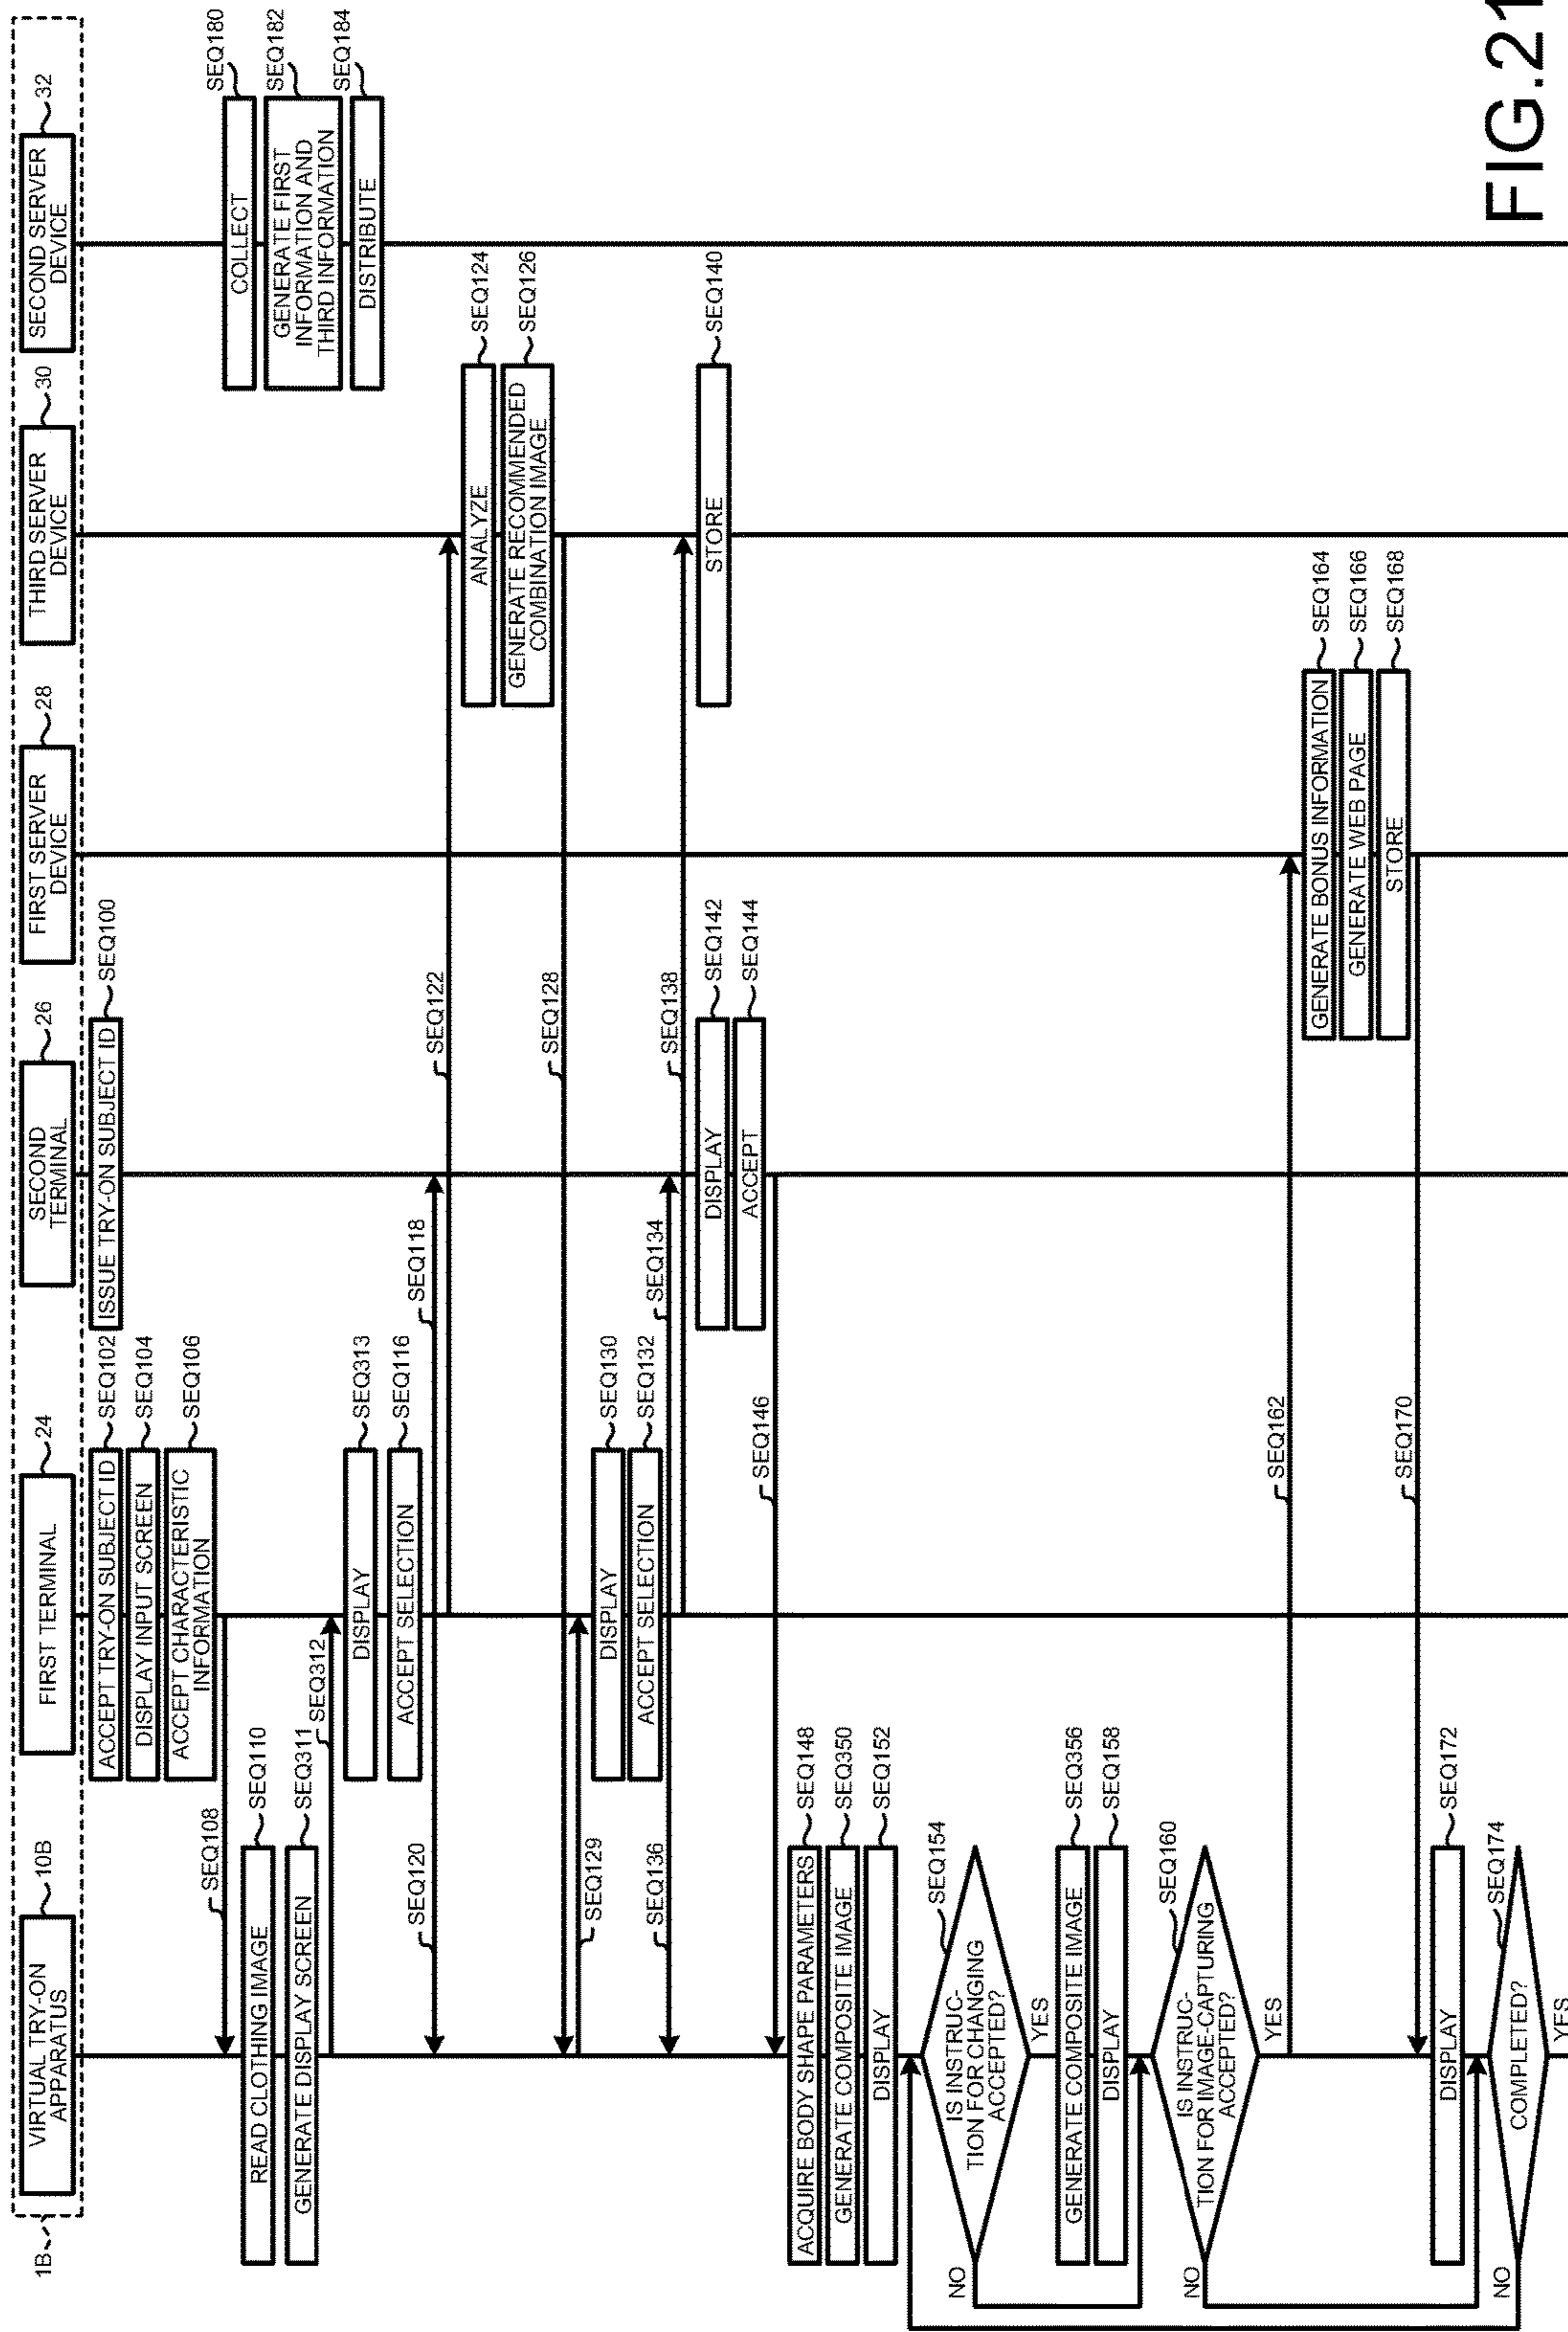 1B
VIRTUAL TRY-ON
APPARATUS
10B
FIRST TERMINAL
24
SECOND
TERMINAL
26
FIRST SERVER
DEVICE
28
THIRD SERVER
DEVICE
30
SECOND SERVER
DEVICE
32
ISSUE TRY-ON SUBJECT ID
SEQ100
ACCEPT TRY-ON SUBJECT ID
SEQ102
DISPLAY INPUT SCREEN
SEQ104
ACCEPT CHARACTERISTIC
INFORMATION
SEQ106
SEQ108
COLLECT
SEQ180
GENERATE FIRST
INFORMATION AND
THIRD INFORMATION
SEQ182
DISTRIBUTE
SEQ184
READ CLOTHING IMAGE
SEQ110
GENERATE DISPLAY SCREEN
SEQ311
SEQ312
DISPLAY
SEQ313
ACCEPT SELECTION
SEQ116
SEQ120
SEQ118
SEQ122
ANALYZE
SEQ124
GENERATE RECOMMENDED
COMBINATION IMAGE
SEQ126
SEQ128
SEQ129
DISPLAY
SEQ130
ACCEPT SELECTION
SEQ132
SEQ136
SEQ134
SEQ138
STORE
SEQ140
DISPLAY
SEQ142
ACCEPT
SEQ144
SEQ146
ACQUIRE BODY SHAPE PARAMETERS
SEQ148
GENERATE COMPOSITE IMAGE
SEQ350
DISPLAY
SEQ152
IS INSTRUC-
TION FOR CHANGING
ACCEPTED?
SEQ154
NO
YES
GENERATE COMPOSITE IMAGE
SEQ356
DISPLAY
SEQ158
IS INSTRUC-
TION FOR IMAGE-CAPTURING
ACCEPTED?
SEQ160
NO
YES
SEQ162
GENERATE BONUS INFORMATION
SEQ164
GENERATE WEB PAGE
SEQ166
STORE
SEQ168
SEQ170
DISPLAY
SEQ172
COMPLETED?
SEQ174
NO
YES
FIG.21